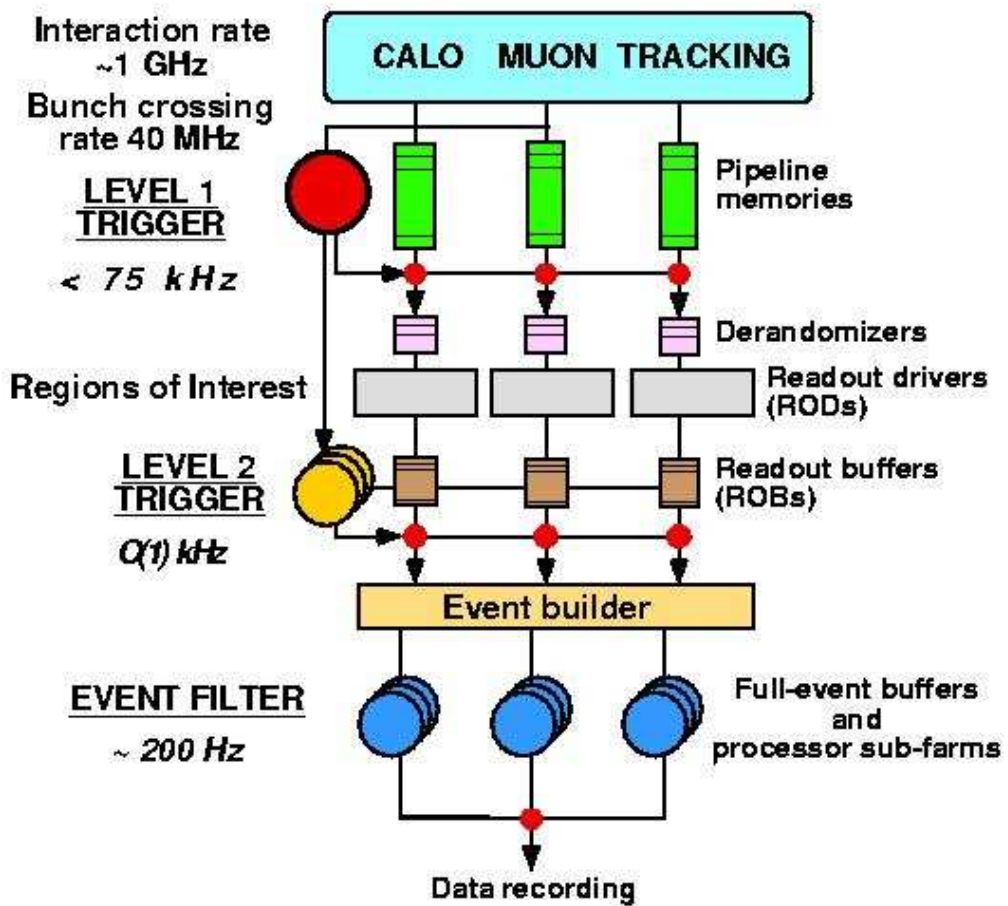 Interaction rate
~1 GHz
Bunch crossing
rate 40 MHz
CALO MUON TRACKING
LEVEL 1
TRIGGER
< 75 kHz
Pipeline
memories
Derandomizers
Regions of Interest
Readout drivers
(RODs)
LEVEL 2
TRIGGER
O(1) kHz
Readout buffers
(ROBs)
Event builder
EVENT FILTER
~ 200 Hz
Full-event buffers
and
processor sub-farms
Data recording